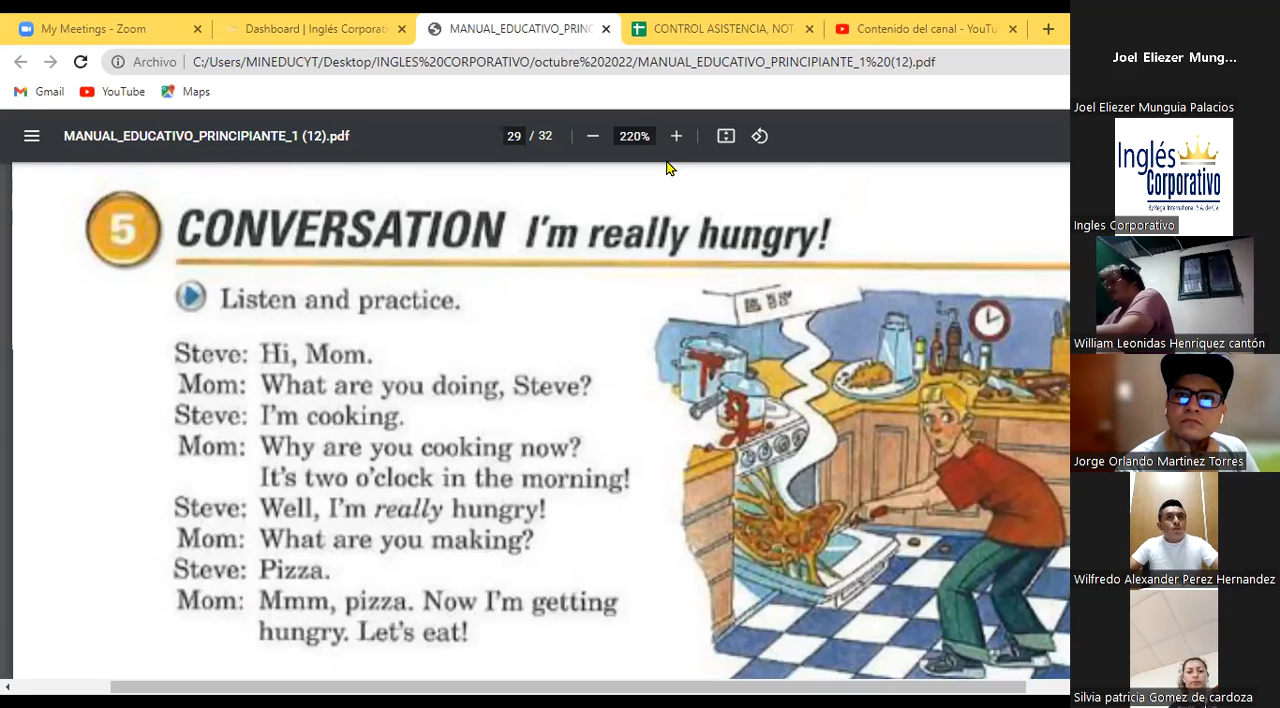 My Meetings - Zoom
Dashboard | Inglés Corporati
MANUAL_EDUCATIVO_PRINC
CONTROL ASISTENCIA, NOT
Contenido del canal - YouTu
Archivo
C:/Users/MINEDUCYT/Desktop/INGLES%20CORPORATIVO/octubre%202022/MANUAL_EDUCATIVO_PRINCIPIANTE_1%20(12).pdf
Gmail
YouTube
Maps
MANUAL_EDUCATIVO_PRINCIPIANTE_1 (12).pdf
29 / 32
220%
5 CONVERSATION I'm really hungry!
Listen and practice.
Steve: Hi, Mom.
Mom: What are you doing, Steve?
Steve: I'm cooking.
Mom: Why are you cooking now?
It's two o'clock in the morning!
Steve: Well, I'm really hungry!
Mom: What are you making?
Steve: Pizza.
Mom: Mmm, pizza. Now I'm getting
hungry. Let's eat!
Joel Eliezer Mung...
Joel Eliezer Munguia Palacios
Inglés
Corporativo
Ingles Corporativo
William Leonidas Henriquez cantón
Jorge Orlando Martinez Torres
Wilfredo Alexander Perez Hernandez
Silvia patricia Gomez de cardoza